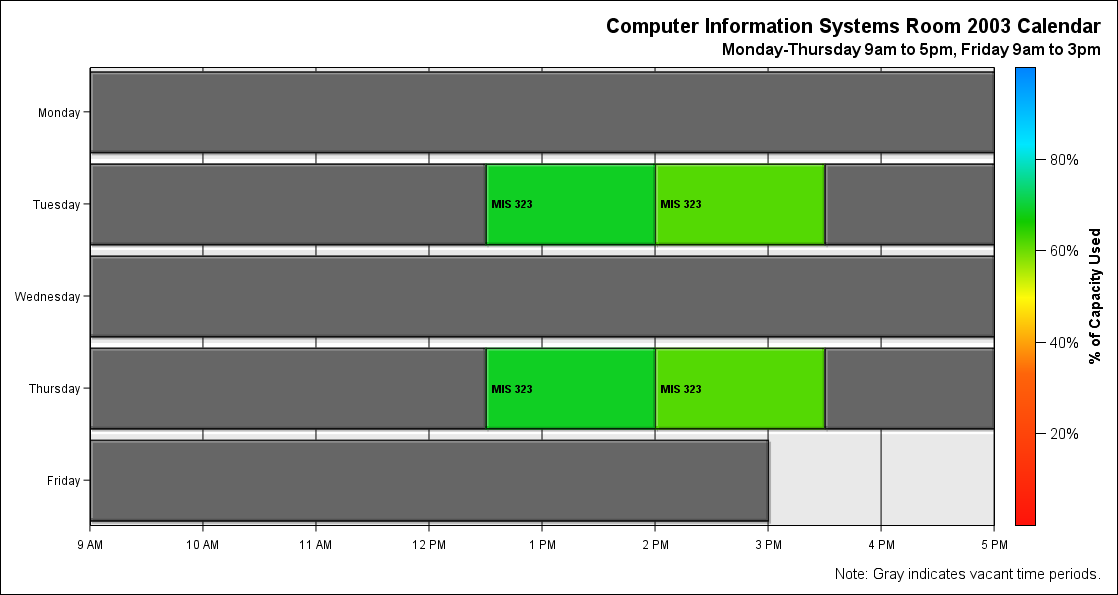 Computer Information Systems Room 2003 Calendar
Monday-Thursday 9am to 5pm, Friday 9am to 3pm
Monday
Tuesday
MIS 323
MIS 323
Wednesday
Thursday
MIS 323
MIS 323
Friday
9 AM
10 AM
11 AM
12 PM
1 PM
2 PM
3 PM
4 PM
5 PM
80%
60%
40%
20%
% of Capacity Used
Note: Gray indicates vacant time periods.